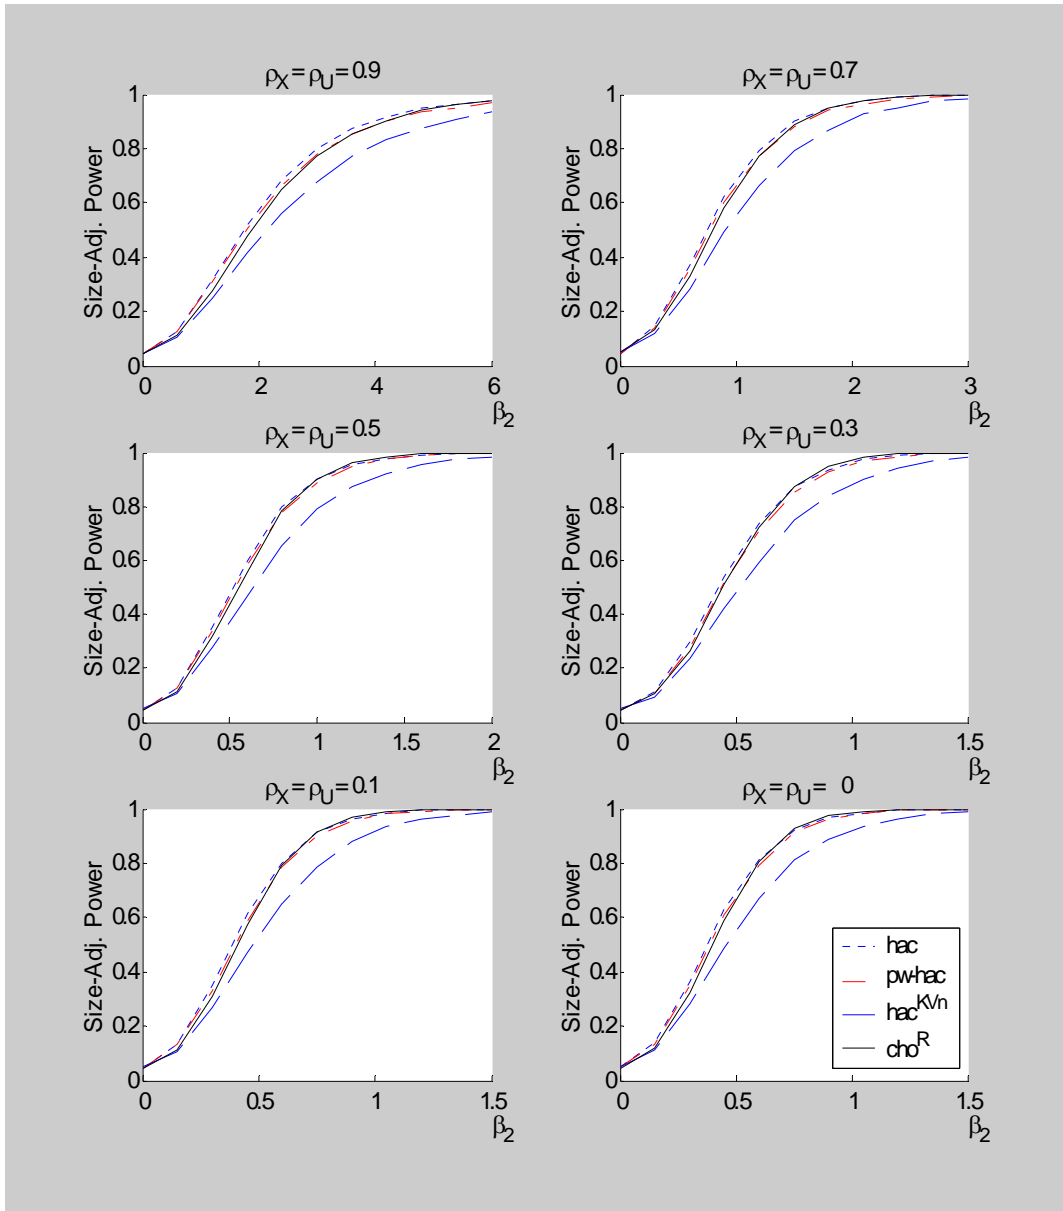 ρX = ρU = 0.9
ρX = ρU = 0.7
Size-Adj. Power
1
0.8
0.6
0.4
0.2
0
0 2 4 6
β2
Size-Adj. Power
1
0.8
0.6
0.4
0.2
0
0 1 2 3
β2
ρX = ρU = 0.5
ρX = ρU = 0.3
Size-Adj. Power
1
0.8
0.6
0.4
0.2
0
0 0.5 1 1.5 2
β2
Size-Adj. Power
1
0.8
0.6
0.4
0.2
0
0 0.5 1 1.5
β2
ρX = ρU = 0.1
ρX = ρU = 0
Size-Adj. Power
1
0.8
0.6
0.4
0.2
0
0 0.5 1 1.5
β2
Size-Adj. Power
1
0.8
0.6
0.4
0.2
0
0 0.5 1 1.5
β2
hac
pw-hac
hac^KVn
cho^R